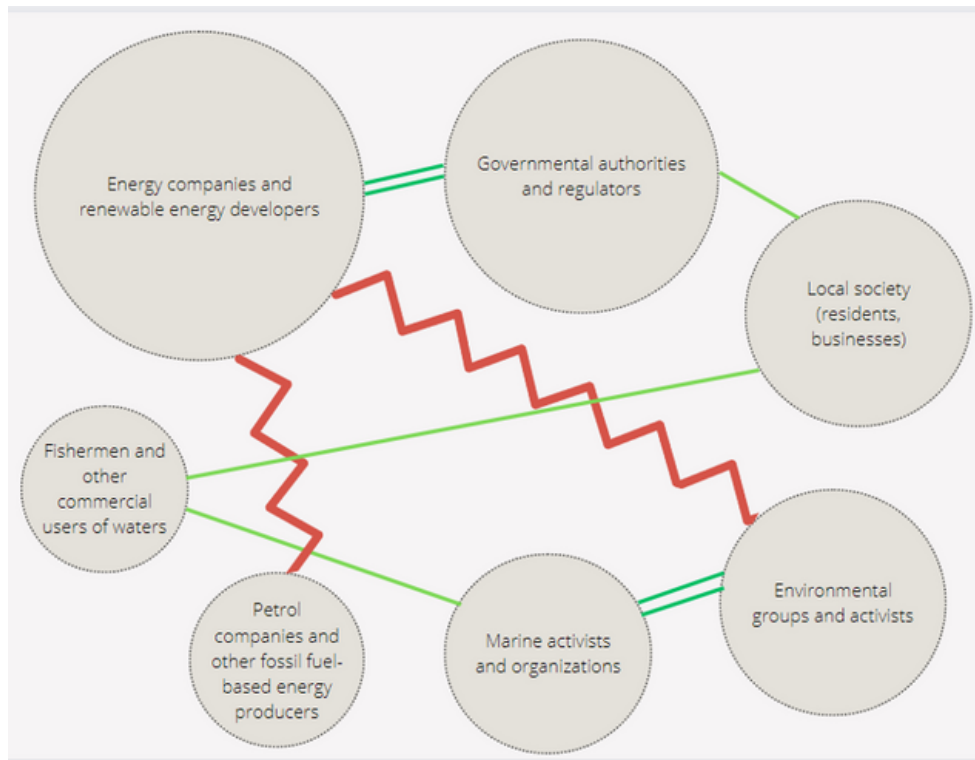 Energy companies and
renewable energy developers
Governmental authorities
and regulators
Local society
(residents,
businesses)
Fishermen and
other
commercial
users of waters
Petrol
companies and
other fossil fuel-
based energy
producers
Marine activists
and organizations
Environmental
groups and activists